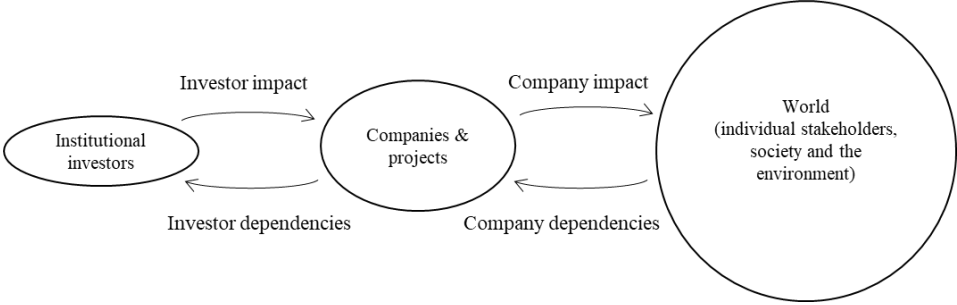 Investor impact
Company impact
Institutional
investors
Companies &
projects
World
(individual stakeholders,
society and the
environment)
Investor dependencies
Company dependencies